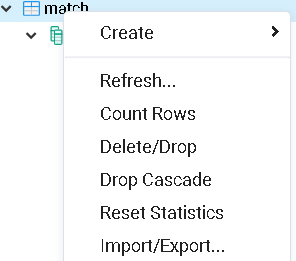 match
Create
Refresh...
Count Rows
Delete/Drop
Drop Cascade
Reset Statistics
Import/Export...